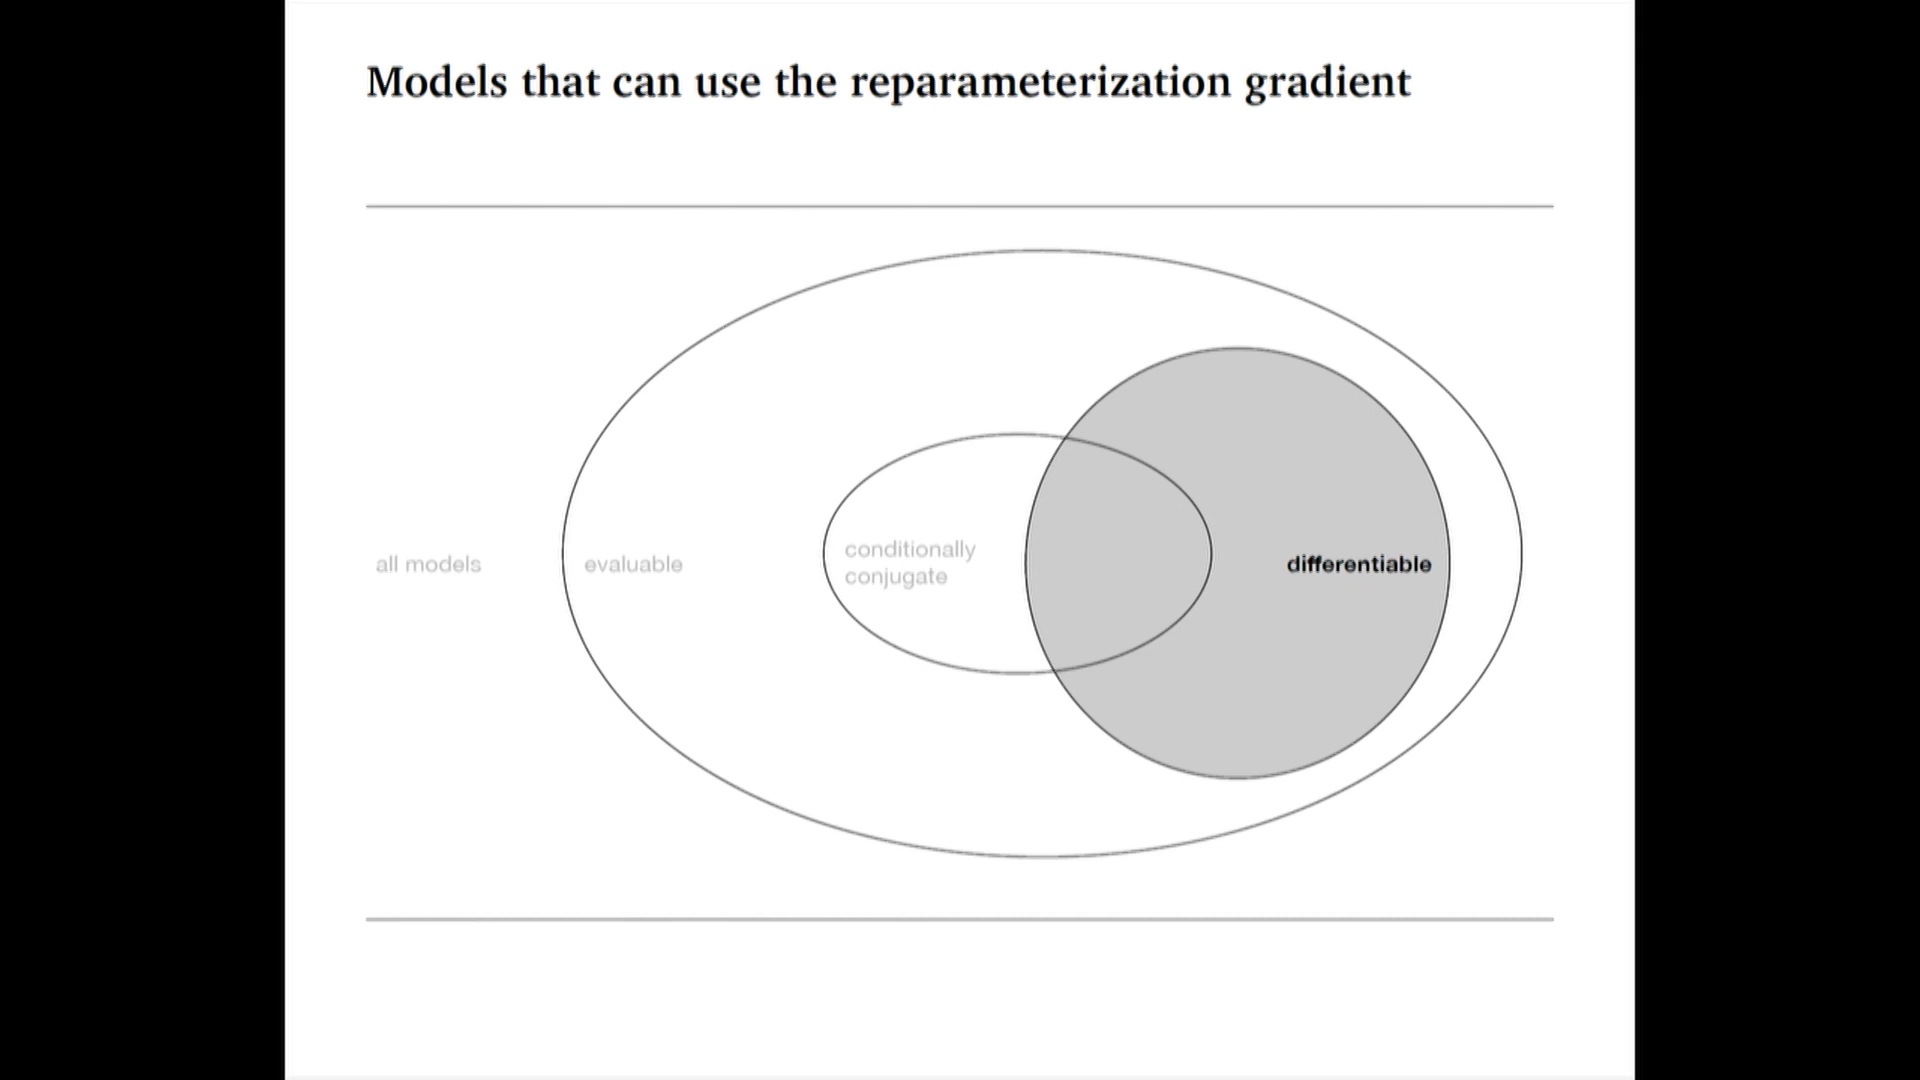 Models that can use the reparameterization gradient
all models
evaluable
conditionally
conjugate
differentiable